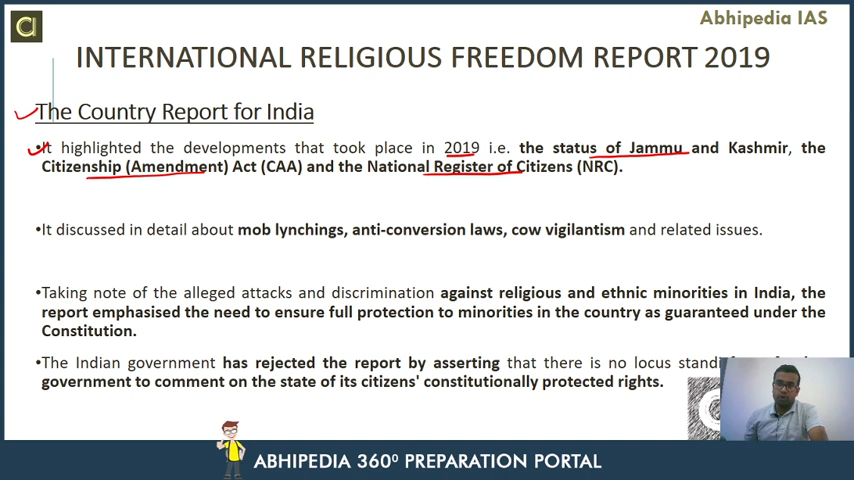 Abhipedia IAS
INTERNATIONAL RELIGIOUS FREEDOM REPORT 2019
The Country Report for India
•It highlighted the developments that took place in 2019 i.e. the status of Jammu and Kashmir, the
Citizenship (Amendment) Act (CAA) and the National Register of Citizens (NRC).
•It discussed in detail about mob lynchings, anti-conversion laws, cow vigilantism and related issues.
•Taking note of the alleged attacks and discrimination against religious and ethnic minorities in India, the
report emphasised the need to ensure full protection to minorities in the country as guaranteed under the
Constitution.
•The Indian government has rejected the report by asserting that there is no locus standi
government to comment on the state of its citizens' constitutionally protected rights.
ABHIPEDIA 360⁰ PREPARATION PORTAL